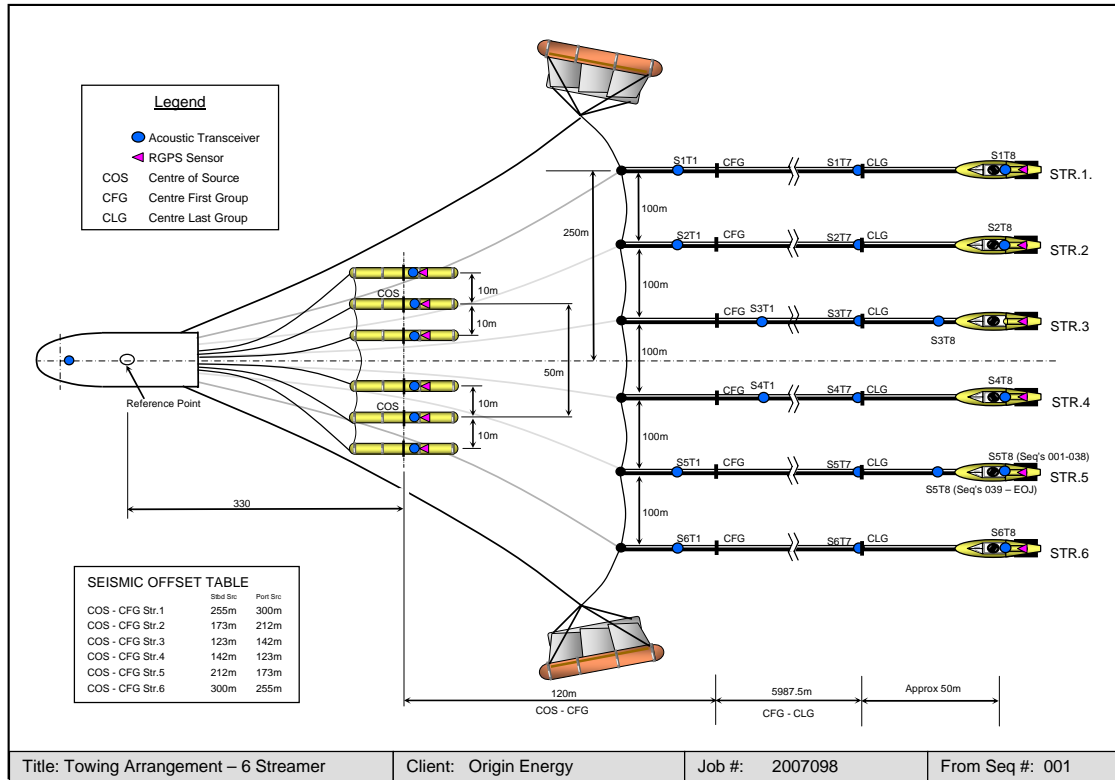 Legend
Acoustic Transceiver
RGPS Sensor
COS Centre of Source
CFG Centre First Group
CLG Centre Last Group
S1T1 CFG S1T7 CLG S1T8
STR.1.
100m
250m
S2T1 CFG S2T7 CLG S2T8
STR.2
100m
10m
COS
10m
CFG S3T1 S3T7 CLG
S3T8
STR.3
100m
50m
Reference Point
CFG S4T1 S4T7 CLG S4T8
STR.4
10m
COS
10m
100m
S5T1 CFG S5T7 CLG S5T8 (Seq's 001-038)
STR.5
S5T8 (Seq's 039 – EOJ)
330
100m
S6T1 CFG S6T7 CLG S6T8
STR.6
SEISMIC OFFSET TABLE
Stbd Src Port Src
COS - CFG Str.1 255m 300m
COS - CFG Str.2 173m 212m
COS - CFG Str.3 123m 142m
COS - CFG Str.4 142m 123m
COS - CFG Str.5 212m 173m
COS - CFG Str.6 300m 255m
120m
COS - CFG
5987.5m
CFG - CLG
Approx 50m
Title: Towing Arrangement – 6 Streamer
Client: Origin Energy
Job #: 2007098
From Seq #: 001